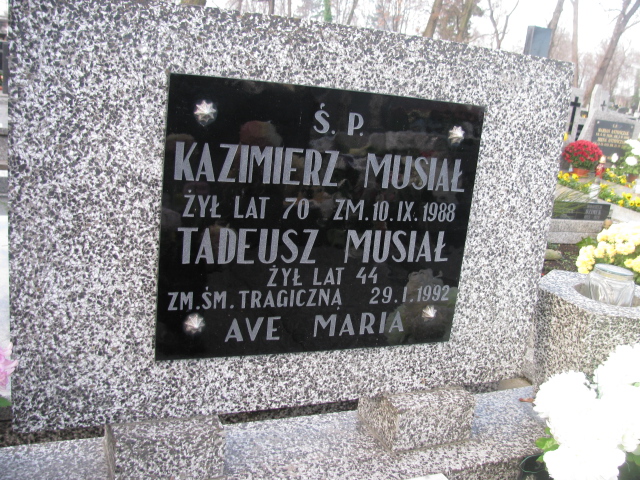 Ś. P.
KAZIMIERZ MUSIAŁ
ŻYŁ LAT 70 ZM. 10. IX. 1988
TADEUSZ MUSIAŁ
ŻYŁ LAT 44
ZM. ŚM. TRAGICZNĄ 29. I. 1992
AVE MARIA